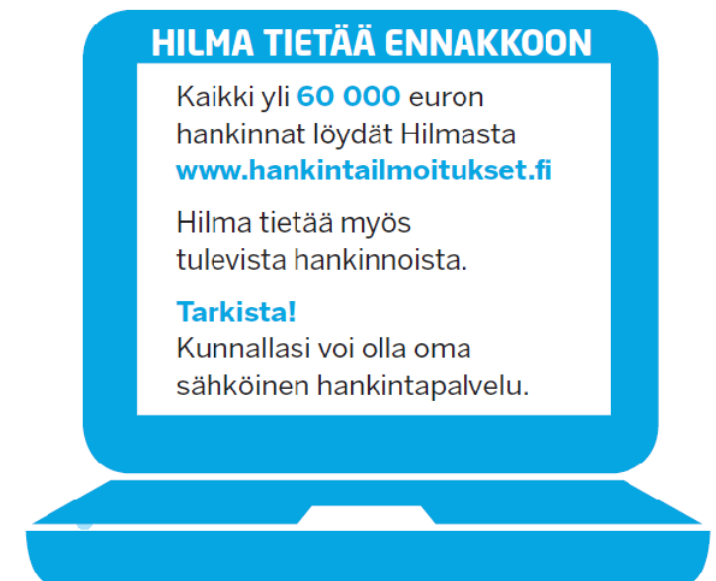 HILMA TIETÄÄ ENNAKKOON
Kaikki yli 60 000 euron
hankinnat löydät Hilmasta
www.hankintailmoitukset.fi
Hilma tietää myös
tulevista hankinnoista.
Tarkista!
Kunnallasi voi olla oma
sähköinen hankintapalvelu.